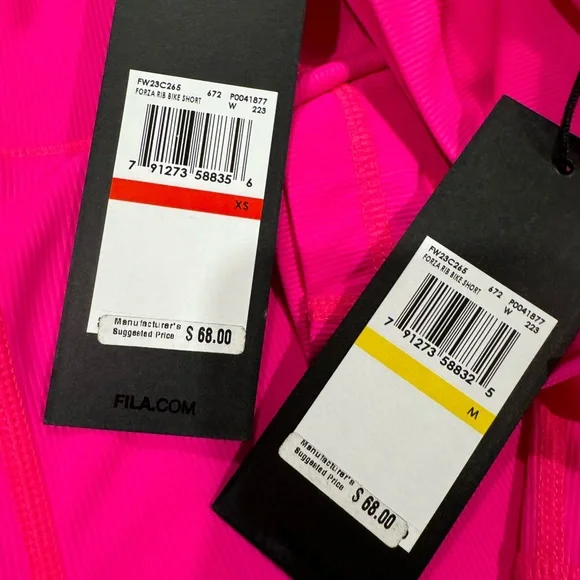 FW23C265 672 P0041877
FORZA RIB BIKE SHORT W 223
7 91273 58835 6
XS
Manufacturer's
Suggested Price $ 68.00
FILA.COM
FW23C265 672 P0041877
FORZA RIB BIKE SHORT W 223
7 91273 58832 5
M
Manufacturer's
Suggested Price $ 68.00